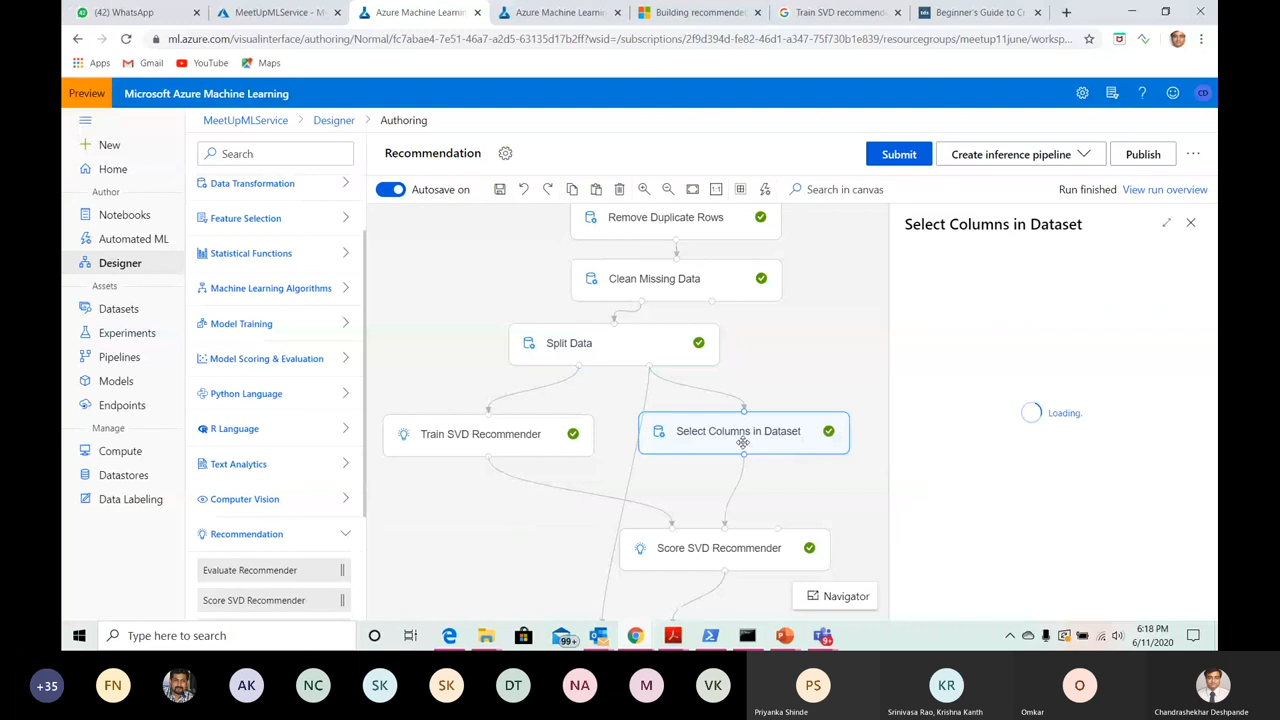 (42) WhatsApp
MeetUpMLService - M
Azure Machine Learnin
Azure Machine Learnin
Building recommende
Train SVD recommend
Beginner's Guide to Cr
ml.azure.com/visualinterface/authoring/Normal/fc7abae4-7e51-46a7-a2d5-63135d17b2ff?wsid=/subscriptions/2f9d394d-fe82-46d1-a347-75f730b1e839/resourcegroups/meetup11june/worksp...
Apps
Gmail
YouTube
Maps
Preview
Microsoft Azure Machine Learning
CD
MeetUpMLService > Designer > Authoring
New
Home
Author
Notebooks
Automated ML
Designer
Assets
Datasets
Experiments
Pipelines
Models
Endpoints
Manage
Compute
Datastores
Data Labeling
Search
Data Transformation
Feature Selection
Statistical Functions
Machine Learning Algorithms
Model Training
Model Scoring & Evaluation
Python Language
R Language
Text Analytics
Computer Vision
Recommendation
Evaluate Recommender
Score SVD Recommender
Recommendation
Submit
Create inference pipeline
Publish
Autosave on
Search in canvas
Run finished
View run overview
Remove Duplicate Rows
Clean Missing Data
Split Data
Train SVD Recommender
Select Columns in Dataset
Score SVD Recommender
Navigator
Select Columns in Dataset
Loading.
Type here to search
99+
9+
6:18 PM
6/11/2020
+35
FN
AK
NC
SK
SK
DT
NA
M
VK
PS
KR
O
Priyanka Shinde
Srinivasa Rao, Krishna Kanth
Omkar
Chandrashekhar Deshpande